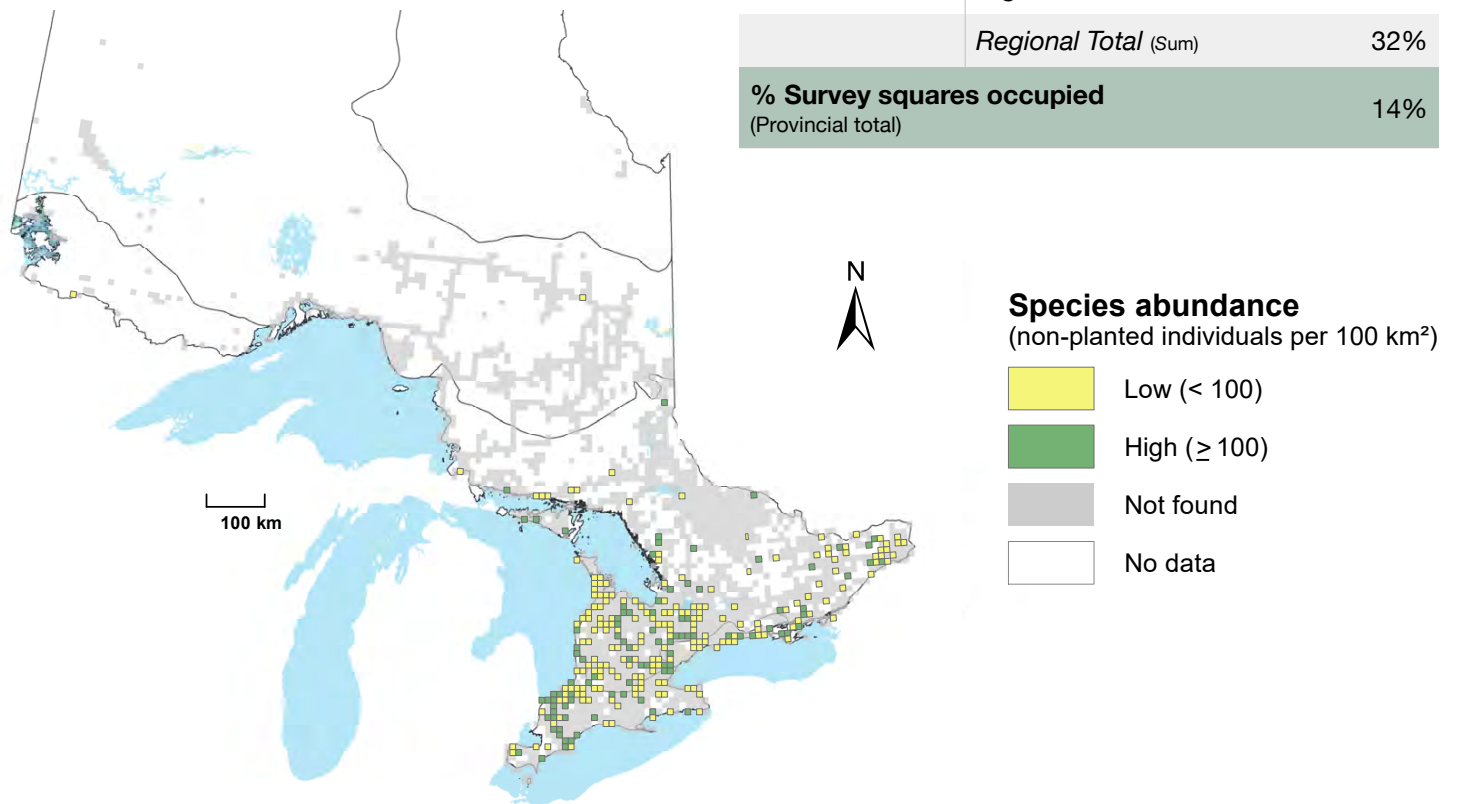 Regional Total (Sum) 32%
% Survey squares occupied 14%
(Provincial total)
N
Species abundance
(non-planted individuals per 100 km²)
Low (< 100)
High (≥ 100)
Not found
No data
100 km